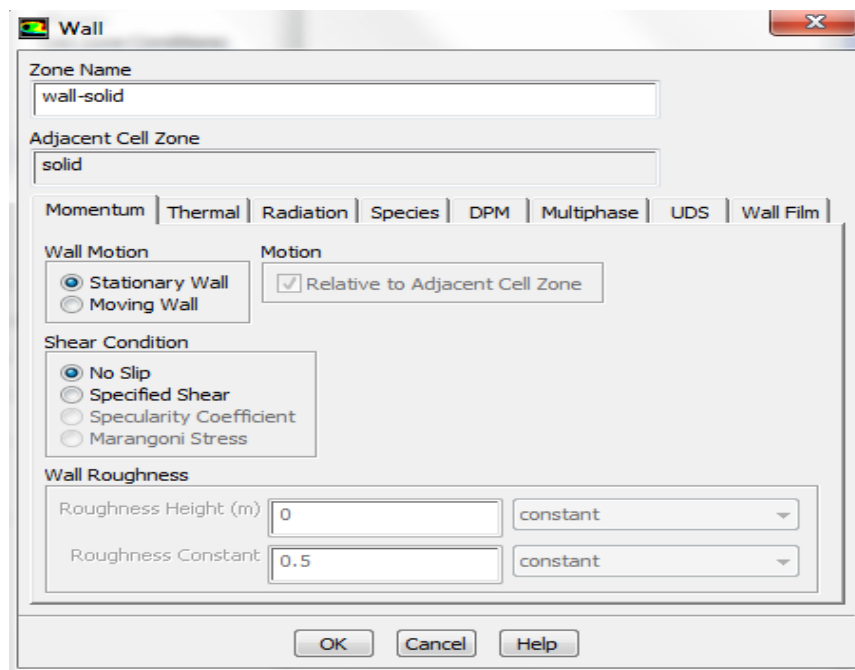 Wall
Zone Name
wall-solid
Adjacent Cell Zone
solid
Momentum Thermal Radiation Species DPM Multiphase UDS Wall Film
Wall Motion Motion
Stationary Wall Relative to Adjacent Cell Zone
Moving Wall
Shear Condition
No Slip
Specified Shear
Specularity Coefficient
Marangoni Stress
Wall Roughness
Roughness Height (m) 0 constant
Roughness Constant 0.5 constant
OK Cancel Help